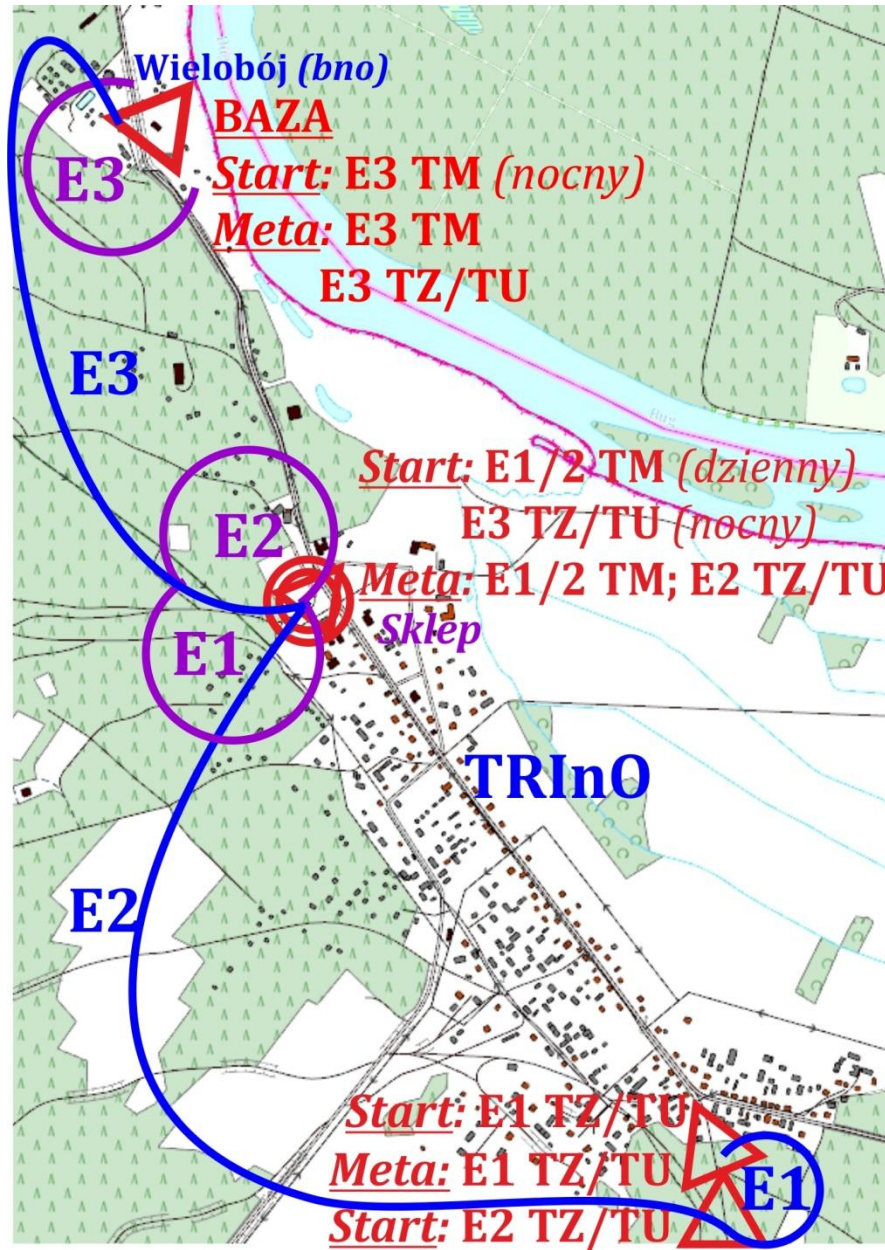 Wielobój (bno)
BAZA
E3
Start: E3 TM (nocny)
Meta: E3 TM
E3 TZ/TU
E3
Start: E1/2 TM (dzienny)
E2
E3 TZ/TU (nocny)
Meta: E1/2 TM; E2 TZ/TU
Sklep
E1
TRInO
E2
Start: E1 TZ/TU
Meta: E1 TZ/TU
E1
Start: E2 TZ/TU